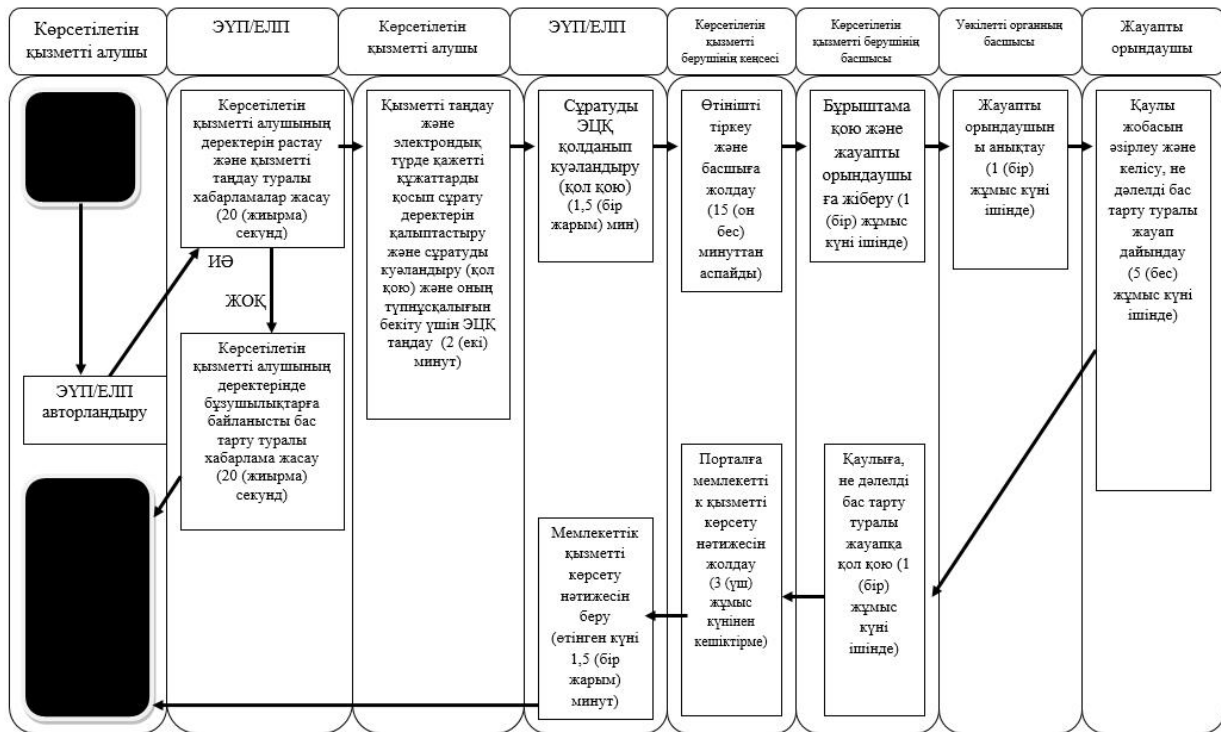 Көрсетілетін
қызметті алушы
ЭҮП/ЕЛП
Көрсетілетін
қызметті алушы
ЭҮП/ЕЛП
Көрсетілетін
қызметті
берушінің кеңсесі
Көрсетілетін
қызметті берушінің
басшысы
Уәкілетті органның
басшысы
Жауапты
орындаушы
Көрсетілетін
қызметті алушының
деректерін растау
және қызметті
таңдау туралы
хабарламалар жасау
(20 (жиырма)
секунд)
Қызметті таңдау
және
электрондық
түрде қажетті
құжаттарды
қосып сұрату
деректерін
қалыптастыру
және сұратуды
куәландыру (қол
қою) және оның
түпнұсқалығын
бекіту үшін ЭЦҚ
таңдау (2 (екі)
минут)
Сұратуды
ЭЦҚ
қолданып
куәландыру
(қол қою)
(1,5 (бір
жарым) мин)
Өтінішті
тіркеу
және
басшыға
жолдау
(15 (он
бес)
минуттан
аспайды)
Бұрыштама
қою және
жауапты
орындаушы
ға жіберу (1
(бір) жұмыс
күні ішінде)
Жауапты
орындаушын
ы анықтау
(1 (бір)
жұмыс күні
ішінде)
Қаулы
жобасын
әзірлеу және
келісу, не
дәлелді бас
тарту туралы
жауап
дайындау
(5 (бес)
жұмыс күні
ішінде)
ИӘ
ЖОҚ
ЭҮП/ЕЛП
авторландыру
Көрсетілетін
қызметті алушының
деректерінде
бұзушылықтарға
байланысты бас
тарту туралы
хабарлама жасау
(20 (жиырма)
секунд)
Мемлекеттік
қызметті
көрсету
нәтижесін
беру
(өтінген күні
1,5 (бір
жарым)
минут)
Порталға
мемлекетті
к қызметті
көрсету
нәтижесін
жолдау
(3 (үш)
жұмыс
күнінен
кешіктірме)
Қаулыға,
не дәлелді
бас тарту
туралы
жауапқа
қол қою (1
(бір)
жұмыс
күні
ішінде)